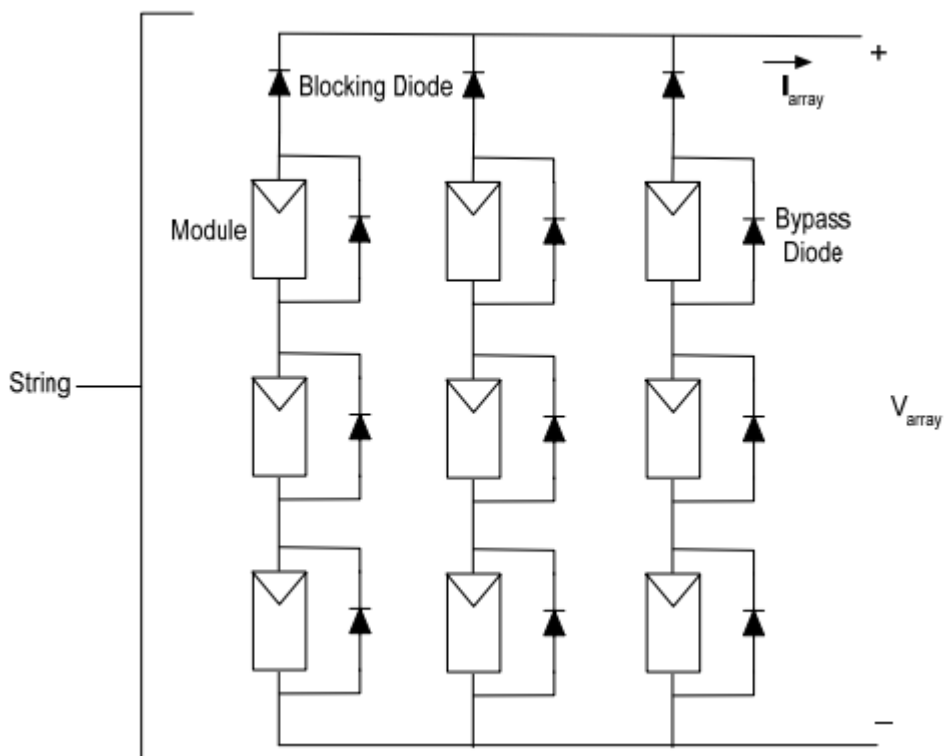 +
Blocking Diode
I array
Module
Bypass
Diode
String
V array
−